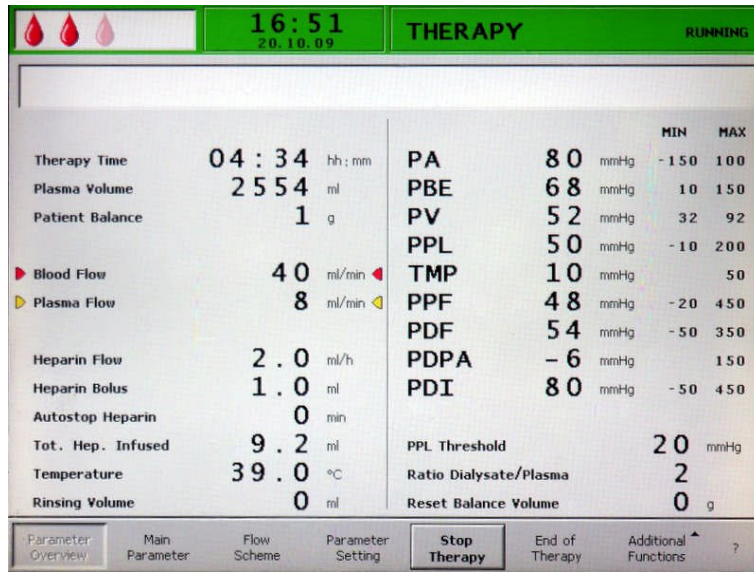 16:51
20.10.09
THERAPY
RUNNING
MIN MAX
Therapy Time 04:34 hh:mm
Plasma Volume 2554 ml
Patient Balance 1 g
Blood Flow 40 ml/min
Plasma Flow 8 ml/min
Heparin Flow 2.0 ml/h
Heparin Bolus 1.0 ml
Autostop Heparin 0 min
Tot. Hep. Infused 9.2 ml
Temperature 39.0 °C
Rinsing Volume 0 ml
PA 80 mmHg -150 100
PBE 68 mmHg 10 150
PV 52 mmHg 32 92
PPL 50 mmHg -10 200
TMP 10 mmHg 50
PPF 48 mmHg -20 450
PDF 54 mmHg -50 350
PDPA -6 mmHg 150
PDI 80 mmHg -50 450
PPL Threshold 20 mmHg
Ratio Dialysate/Plasma 2
Reset Balance Volume 0 g
Parameter
Overview
Main
Parameter
Flow
Scheme
Parameter
Setting
Stop
Therapy
End of
Therapy
Additional
Functions
?